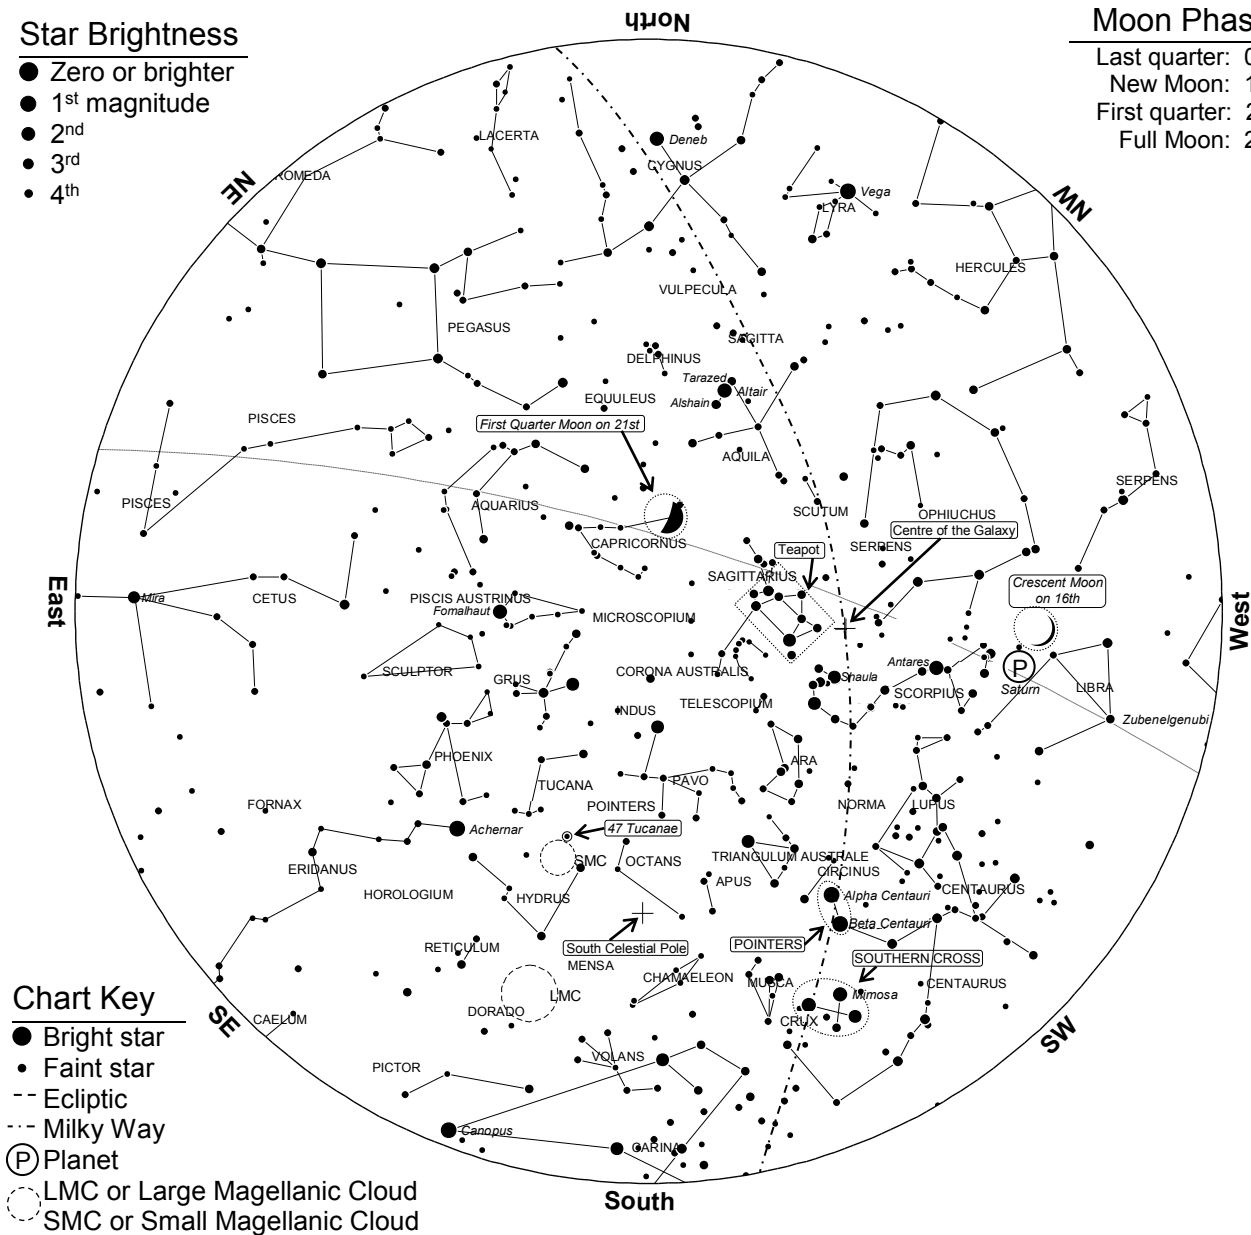 North
Star Brightness
Zero or brighter
1st magnitude
2nd
3rd
4th
Moon Phas
Last quarter: 0
New Moon: 1
First quarter: 2
Full Moon: 2
NE
NW
LACERTA
Deneb
CYGNUS
ROMEDA
Vega
LYRA
HERCULES
VULPECULA
PEGASUS
SAGITTA
DELPHINUS
Tarazed
Altair
Alshain
EQUULEUS
PISCES
First Quarter Moon on 21st
AQUILA
SERPENS
PISCES
AQUARIUS
SCUTUM
OPHIUCHUS
Centre of the Galaxy
CAPRICORNUS
Teapot
SERPENS
SAGITTARIUS
Crescent Moon
on 16th
East
Mira
CETUS
PISCIS AUSTRINUS
Fomalhaut
MICROSCOPIUM
West
SCULPTOR
GRUS
CORONA AUSTRALIS
Shaula
Antares
SCORPIUS
P
Saturn
LIBRA
INDUS
TELESCOPIUM
Zubenelgenubi
PHOENIX
TUCANA
PAVO
ARA
FORNAX
POINTERS
NORMA
LUPUS
Achernar
47 Tucanae
ERIDANUS
SMC
OCTANS
TRIANGULUM AUSTRALE
CIRCINUS
HOROLOGIUM
HYDRUS
APUS
Alpha Centauri
CENTAURUS
Beta Centauri
RETICULUM
South Celestial Pole
POINTERS
SOUTHERN CROSS
MENSA
CHAMAELEON
MUSCA
CENTAURUS
LMC
Mimosa
DORADO
CRUX
CAELUM
SE
SW
VOLANS
PICTOR
Canopus
CARINA
South
Chart Key
Bright star
Faint star
Ecliptic
Milky Way
P Planet
LMC or Large Magellanic Cloud
SMC or Small Magellanic Cloud